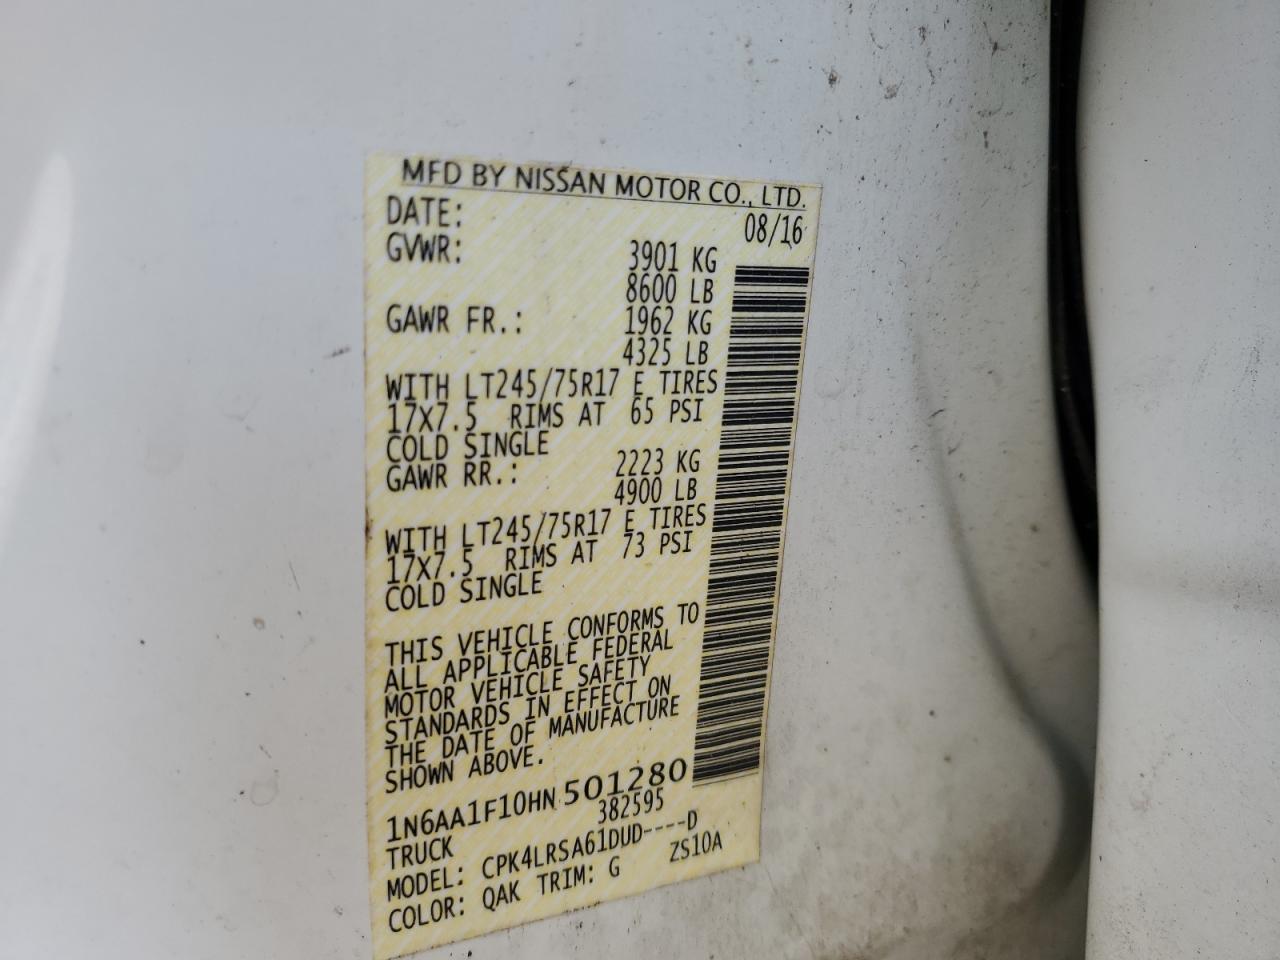 MFD BY NISSAN MOTOR CO., LTD.
DATE: 08/16
GVWR: 3901 KG
8600 LB
GAWR FR.: 1962 KG
4325 LB
WITH LT245/75R17 E TIRES
17X7.5 RIMS AT 65 PSI
COLD SINGLE
GAWR RR.: 2223 KG
4900 LB
WITH LT245/75R17 E TIRES
17X7.5 RIMS AT 73 PSI
COLD SINGLE
THIS VEHICLE CONFORMS TO
ALL APPLICABLE FEDERAL
MOTOR VEHICLE SAFETY
STANDARDS IN EFFECT ON
THE DATE OF MANUFACTURE
SHOWN ABOVE.
1N6AA1F10HN501280
TRUCK 382595
MODEL: CPK4LRSA61DUD----D
COLOR: QAK TRIM: G ZS10A